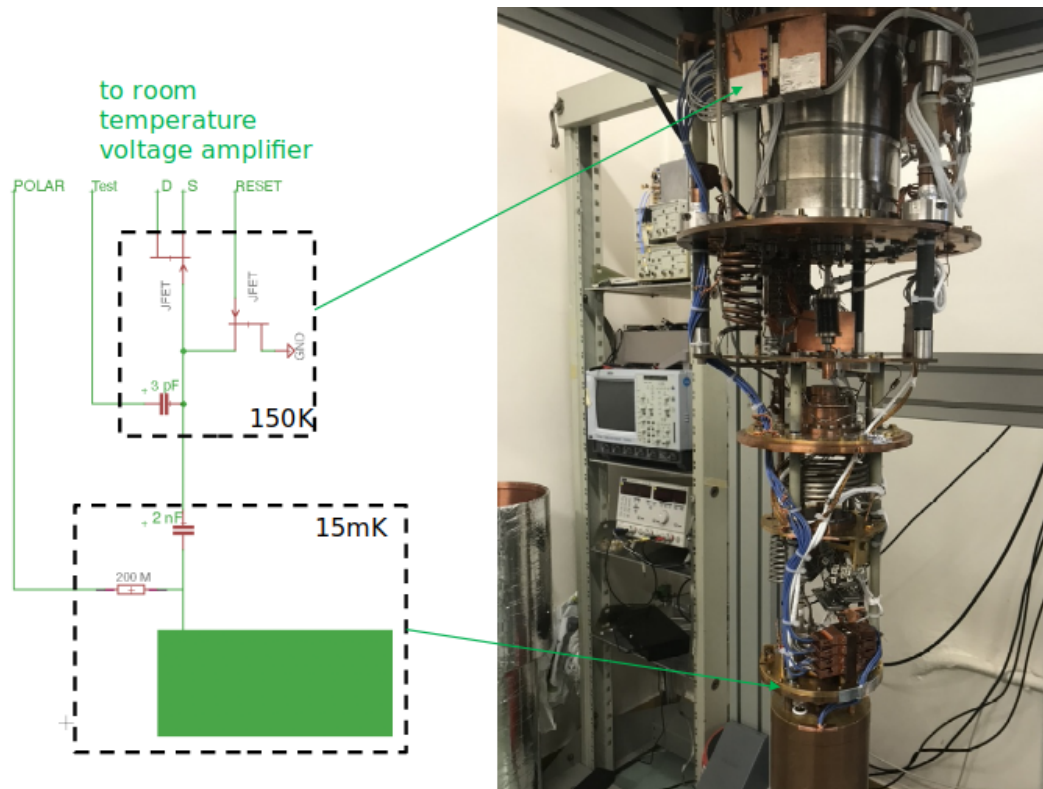 to room
temperature
voltage amplifier
POLAR
Test
D
S
RESET
JFET
JFET
GND
3 pF
150K
2 nF
15mK
200 M